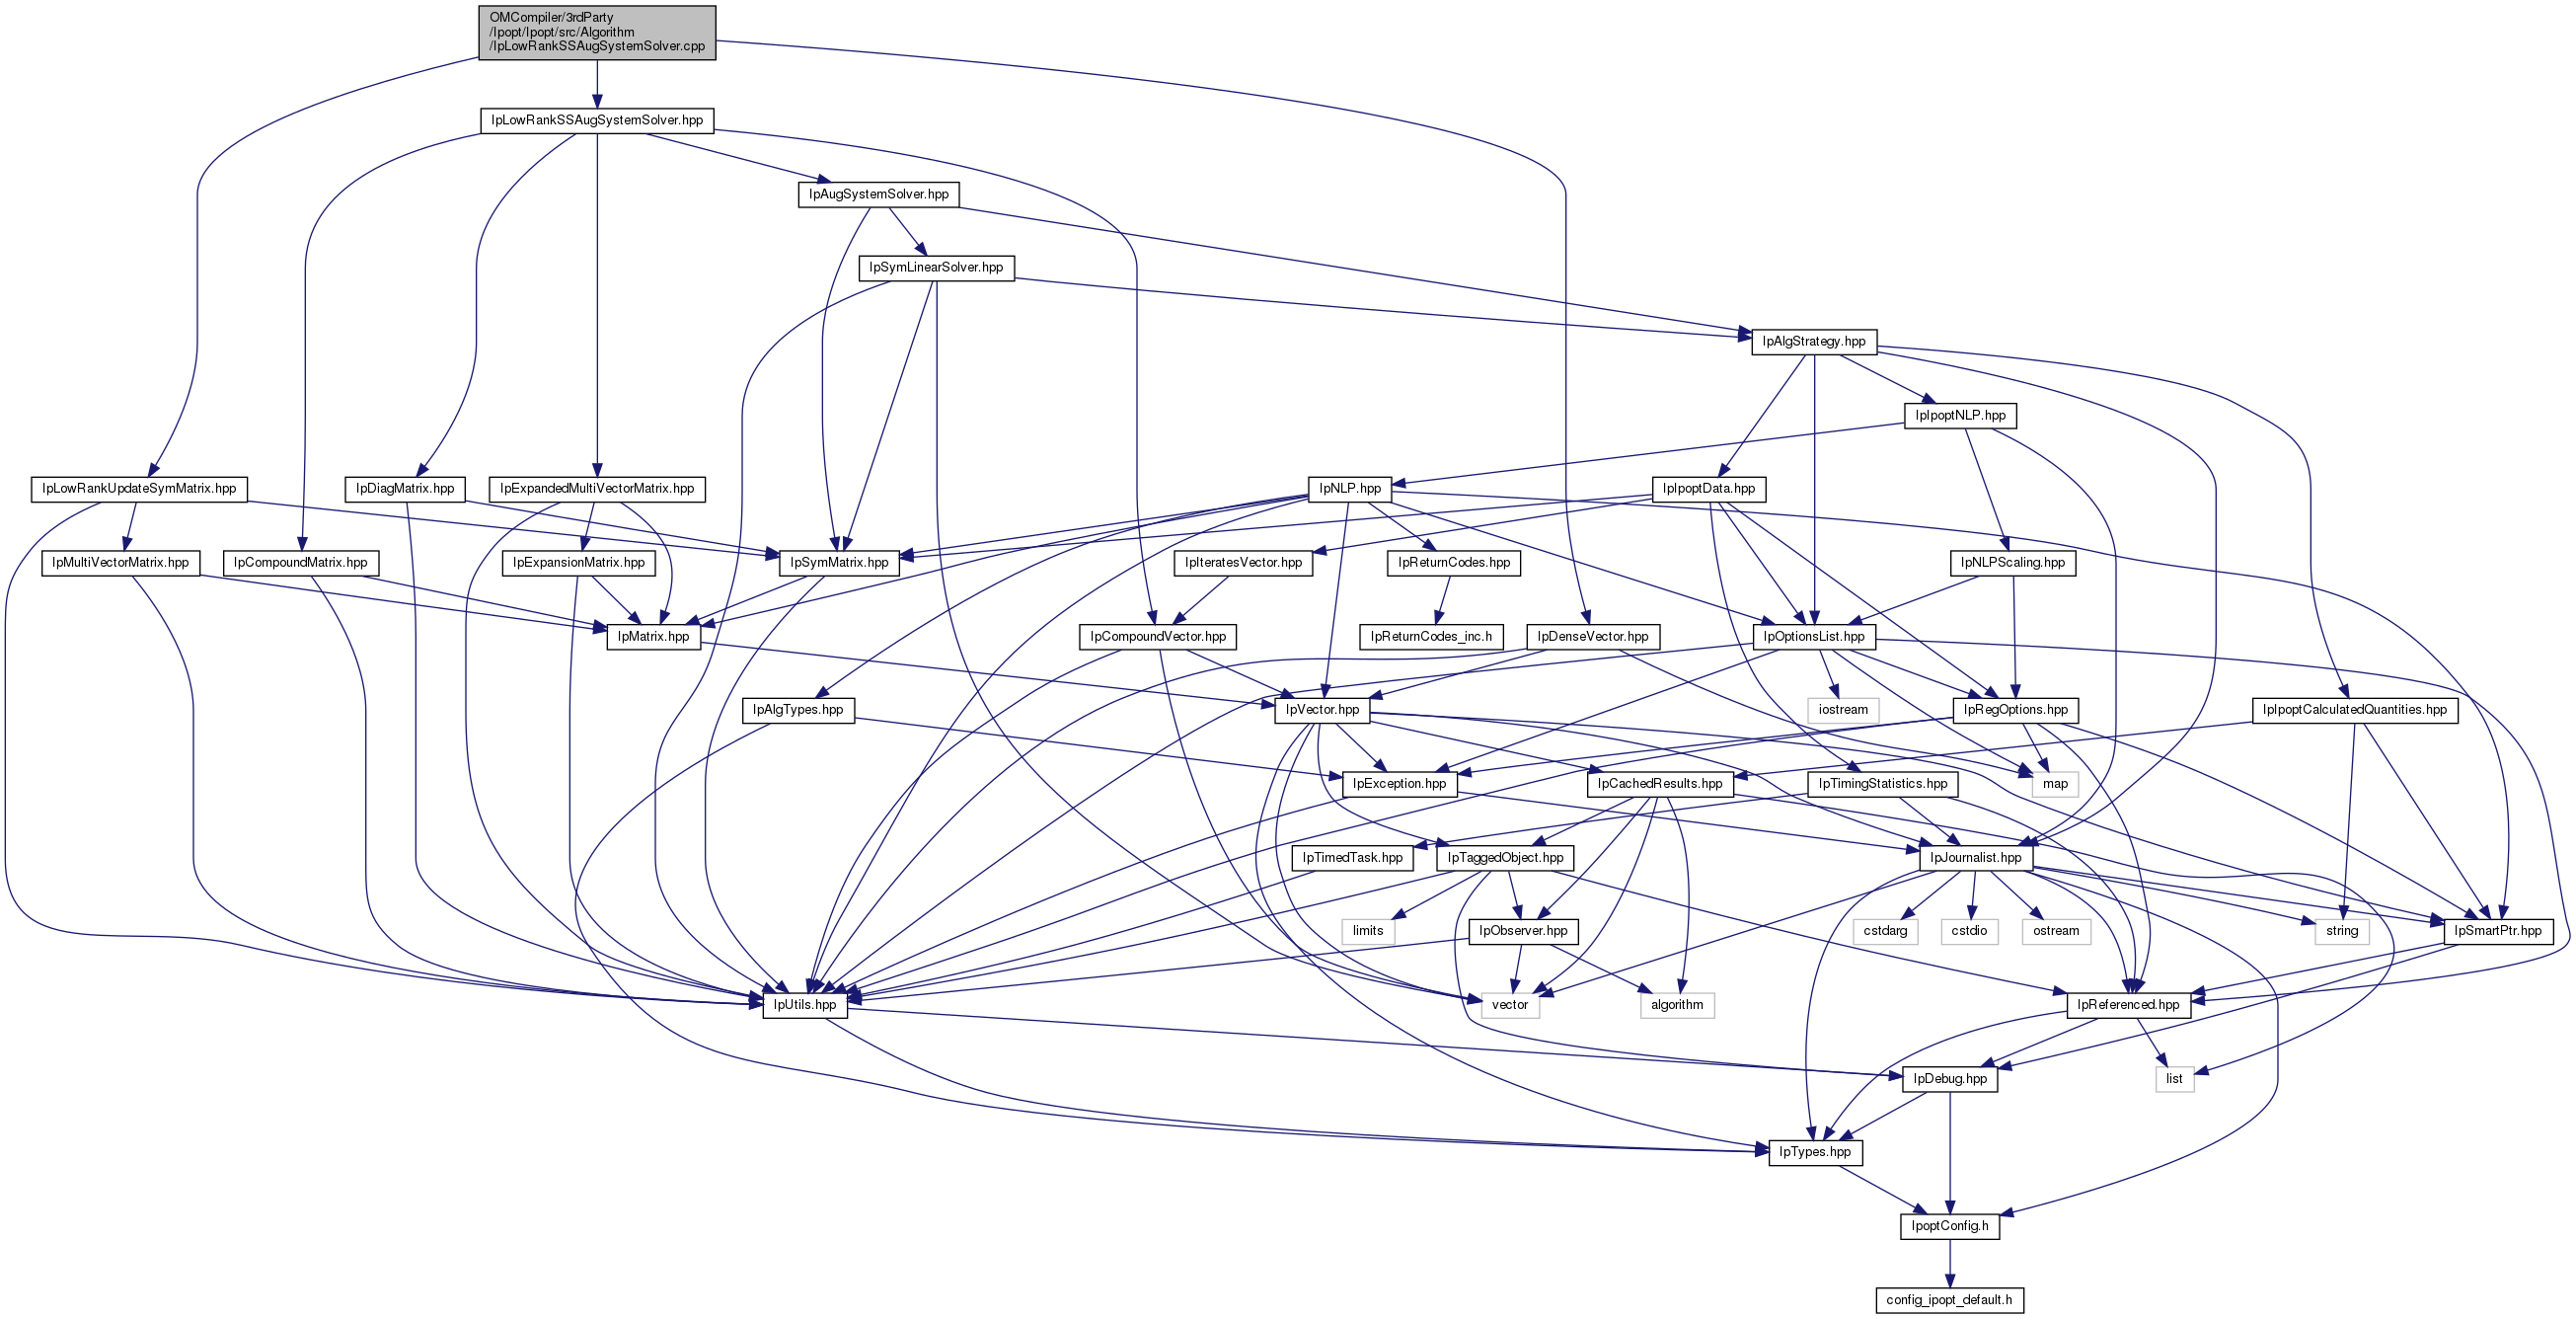 OMCompiler/3rdParty
/Ipopt/Ipopt/src/Algorithm
/IpLowRankSSAugSystemSolver.cpp
IpLowRankSSAugSystemSolver.hpp
IpAugSystemSolver.hpp
IpSymLinearSolver.hpp
IpAlgStrategy.hpp
IpIpoptNLP.hpp
IpLowRankUpdateSymMatrix.hpp
IpDiagMatrix.hpp
IpExpandedMultiVectorMatrix.hpp
IpNLP.hpp
IpIpoptData.hpp
IpMultiVectorMatrix.hpp
IpCompoundMatrix.hpp
IpExpansionMatrix.hpp
IpSymMatrix.hpp
IpIteratesVector.hpp
IpReturnCodes.hpp
IpNLPScaling.hpp
IpMatrix.hpp
IpCompoundVector.hpp
IpReturnCodes_inc.h
IpDenseVector.hpp
IpOptionsList.hpp
IpAlgTypes.hpp
IpVector.hpp
iostream
IpRegOptions.hpp
IpIpoptCalculatedQuantities.hpp
IpException.hpp
IpCachedResults.hpp
IpTimingStatistics.hpp
map
IpTimedTask.hpp
IpTaggedObject.hpp
IpJournalist.hpp
limits
IpObserver.hpp
cstdarg
cstdio
ostream
string
IpSmartPtr.hpp
IpUtils.hpp
vector
algorithm
IpReferenced.hpp
IpDebug.hpp
list
IpTypes.hpp
IpoptConfig.h
config_ipopt_default.h